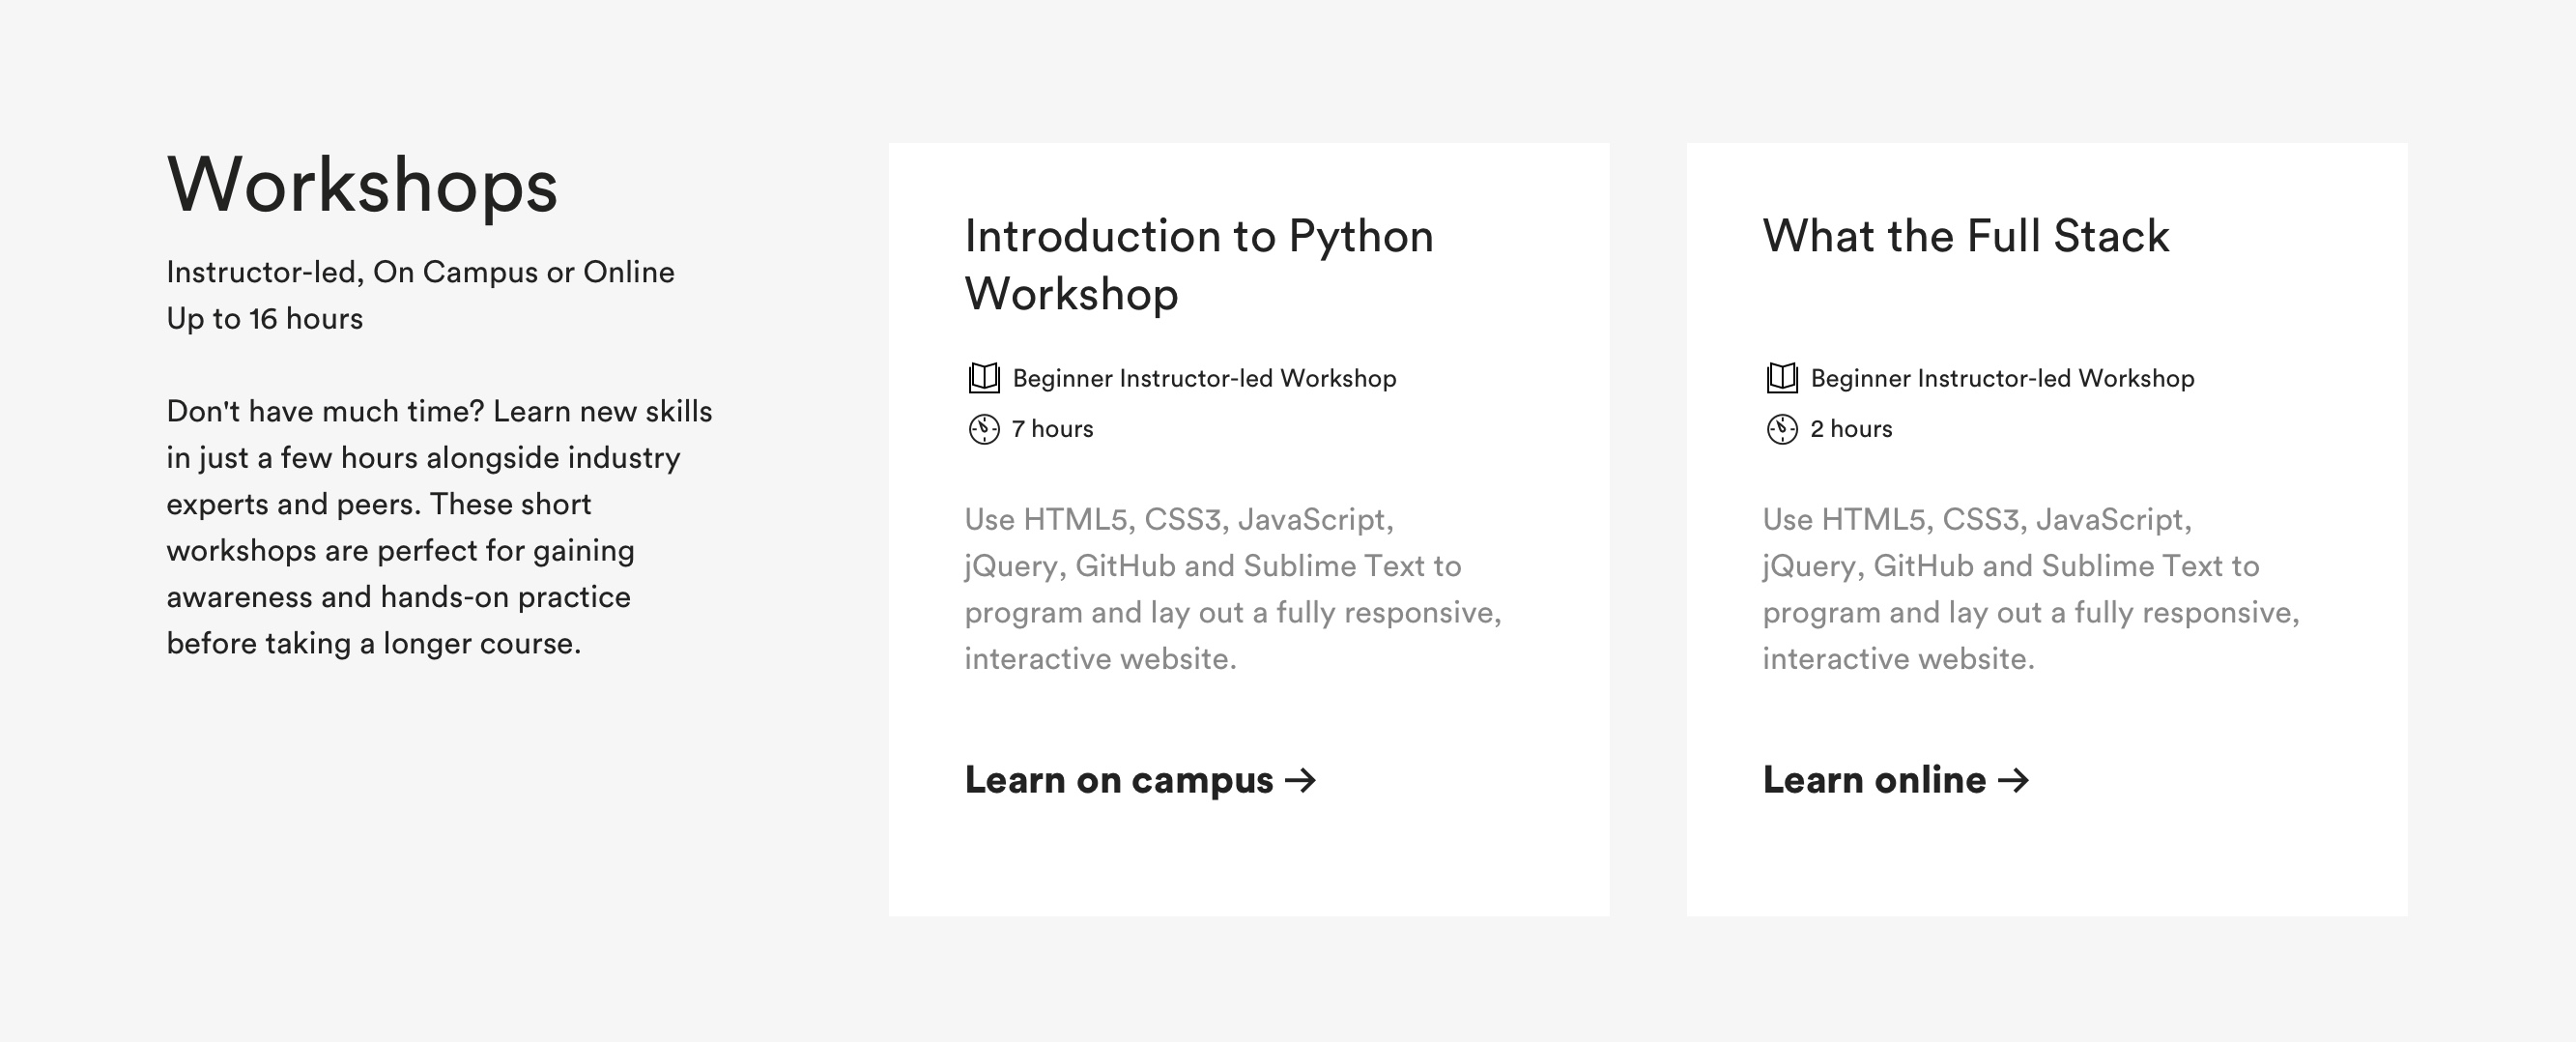 Workshops
Instructor-led, On Campus or Online
Up to 16 hours
Don't have much time? Learn new skills
in just a few hours alongside industry
experts and peers. These short
workshops are perfect for gaining
awareness and hands-on practice
before taking a longer course.
Introduction to Python
Workshop
Beginner Instructor-led Workshop
7 hours
Use HTML5, CSS3, JavaScript,
jQuery, GitHub and Sublime Text to
program and lay out a fully responsive,
interactive website.
Learn on campus →
What the Full Stack
Beginner Instructor-led Workshop
2 hours
Use HTML5, CSS3, JavaScript,
jQuery, GitHub and Sublime Text to
program and lay out a fully responsive,
interactive website.
Learn online →